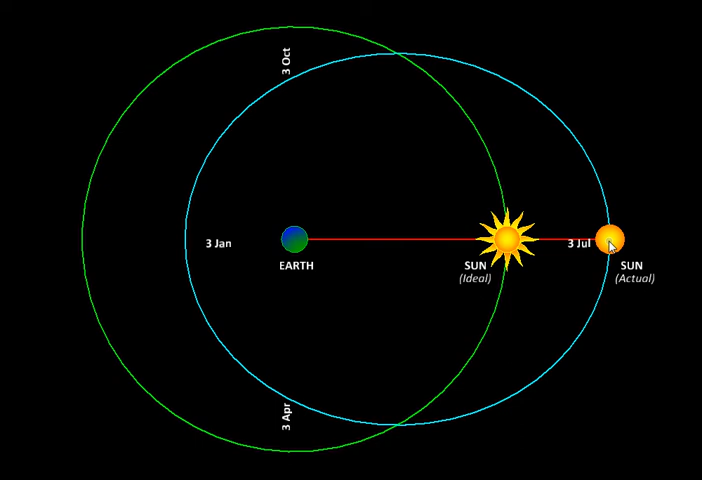 3 Oct
3 Jan
3 Jul
EARTH
SUN
(Ideal)
SUN
(Actual)
3 Apr